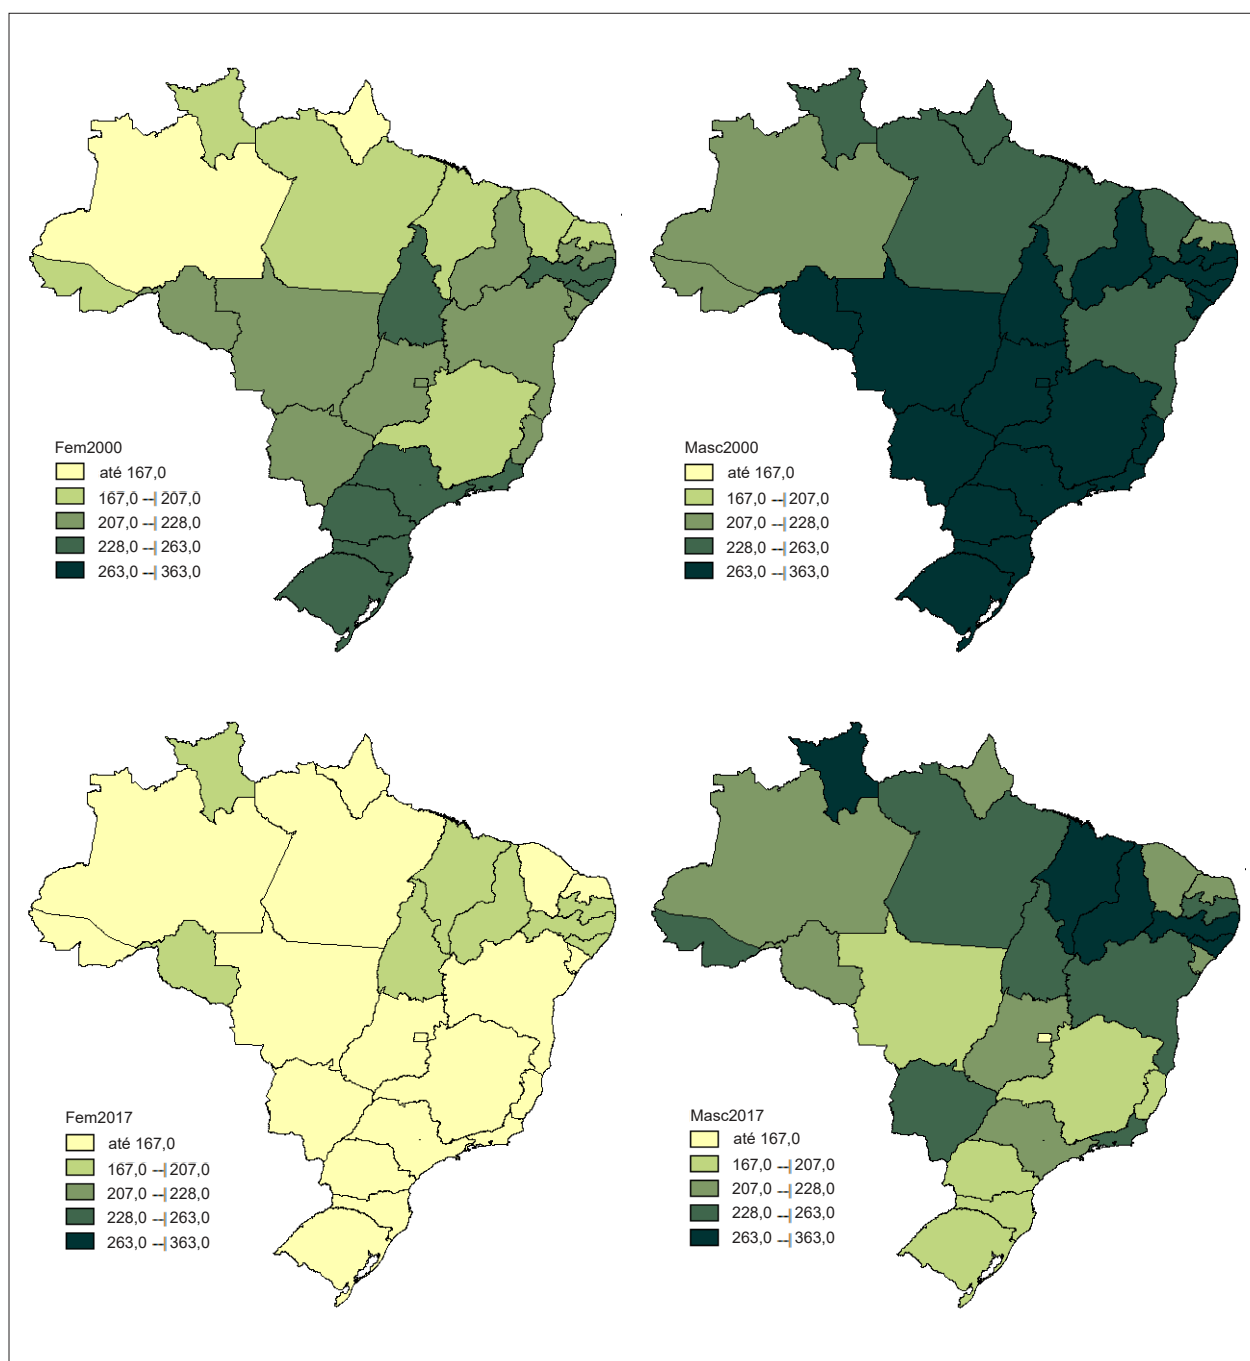 Fem2000
até 167,0
167,0 --| 207,0
207,0 --| 228,0
228,0 --| 263,0
263,0 --| 363,0
Masc2000
até 167,0
167,0 --| 207,0
207,0 --| 228,0
228,0 --| 263,0
263,0 --| 363,0
Fem2017
até 167,0
167,0 --| 207,0
207,0 --| 228,0
228,0 --| 263,0
263,0 --| 363,0
Masc2017
até 167,0
167,0 --| 207,0
207,0 --| 228,0
228,0 --| 263,0
263,0 --| 363,0